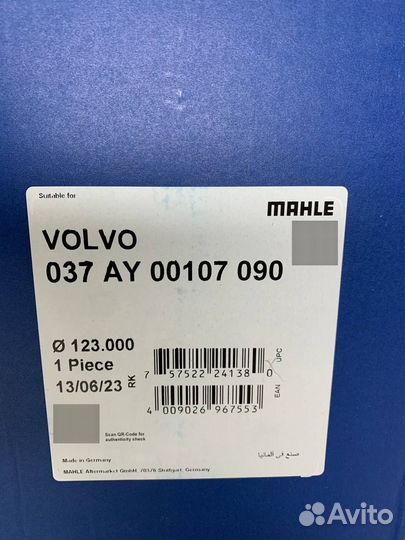 Suitable for
MAHLE
VOLVO
037 AY 00107 090
Ø 123.000
1 Piece
13/06/23
RK
7 57522 24138 0
UPC
4 009026 967553
EAN
Scan QR-Code for
authenticity check
Made in Germany
صنع في ألمانيا
MAHLE Aftermarket GmbH, 70376 Stuttgart, Germany
Avito